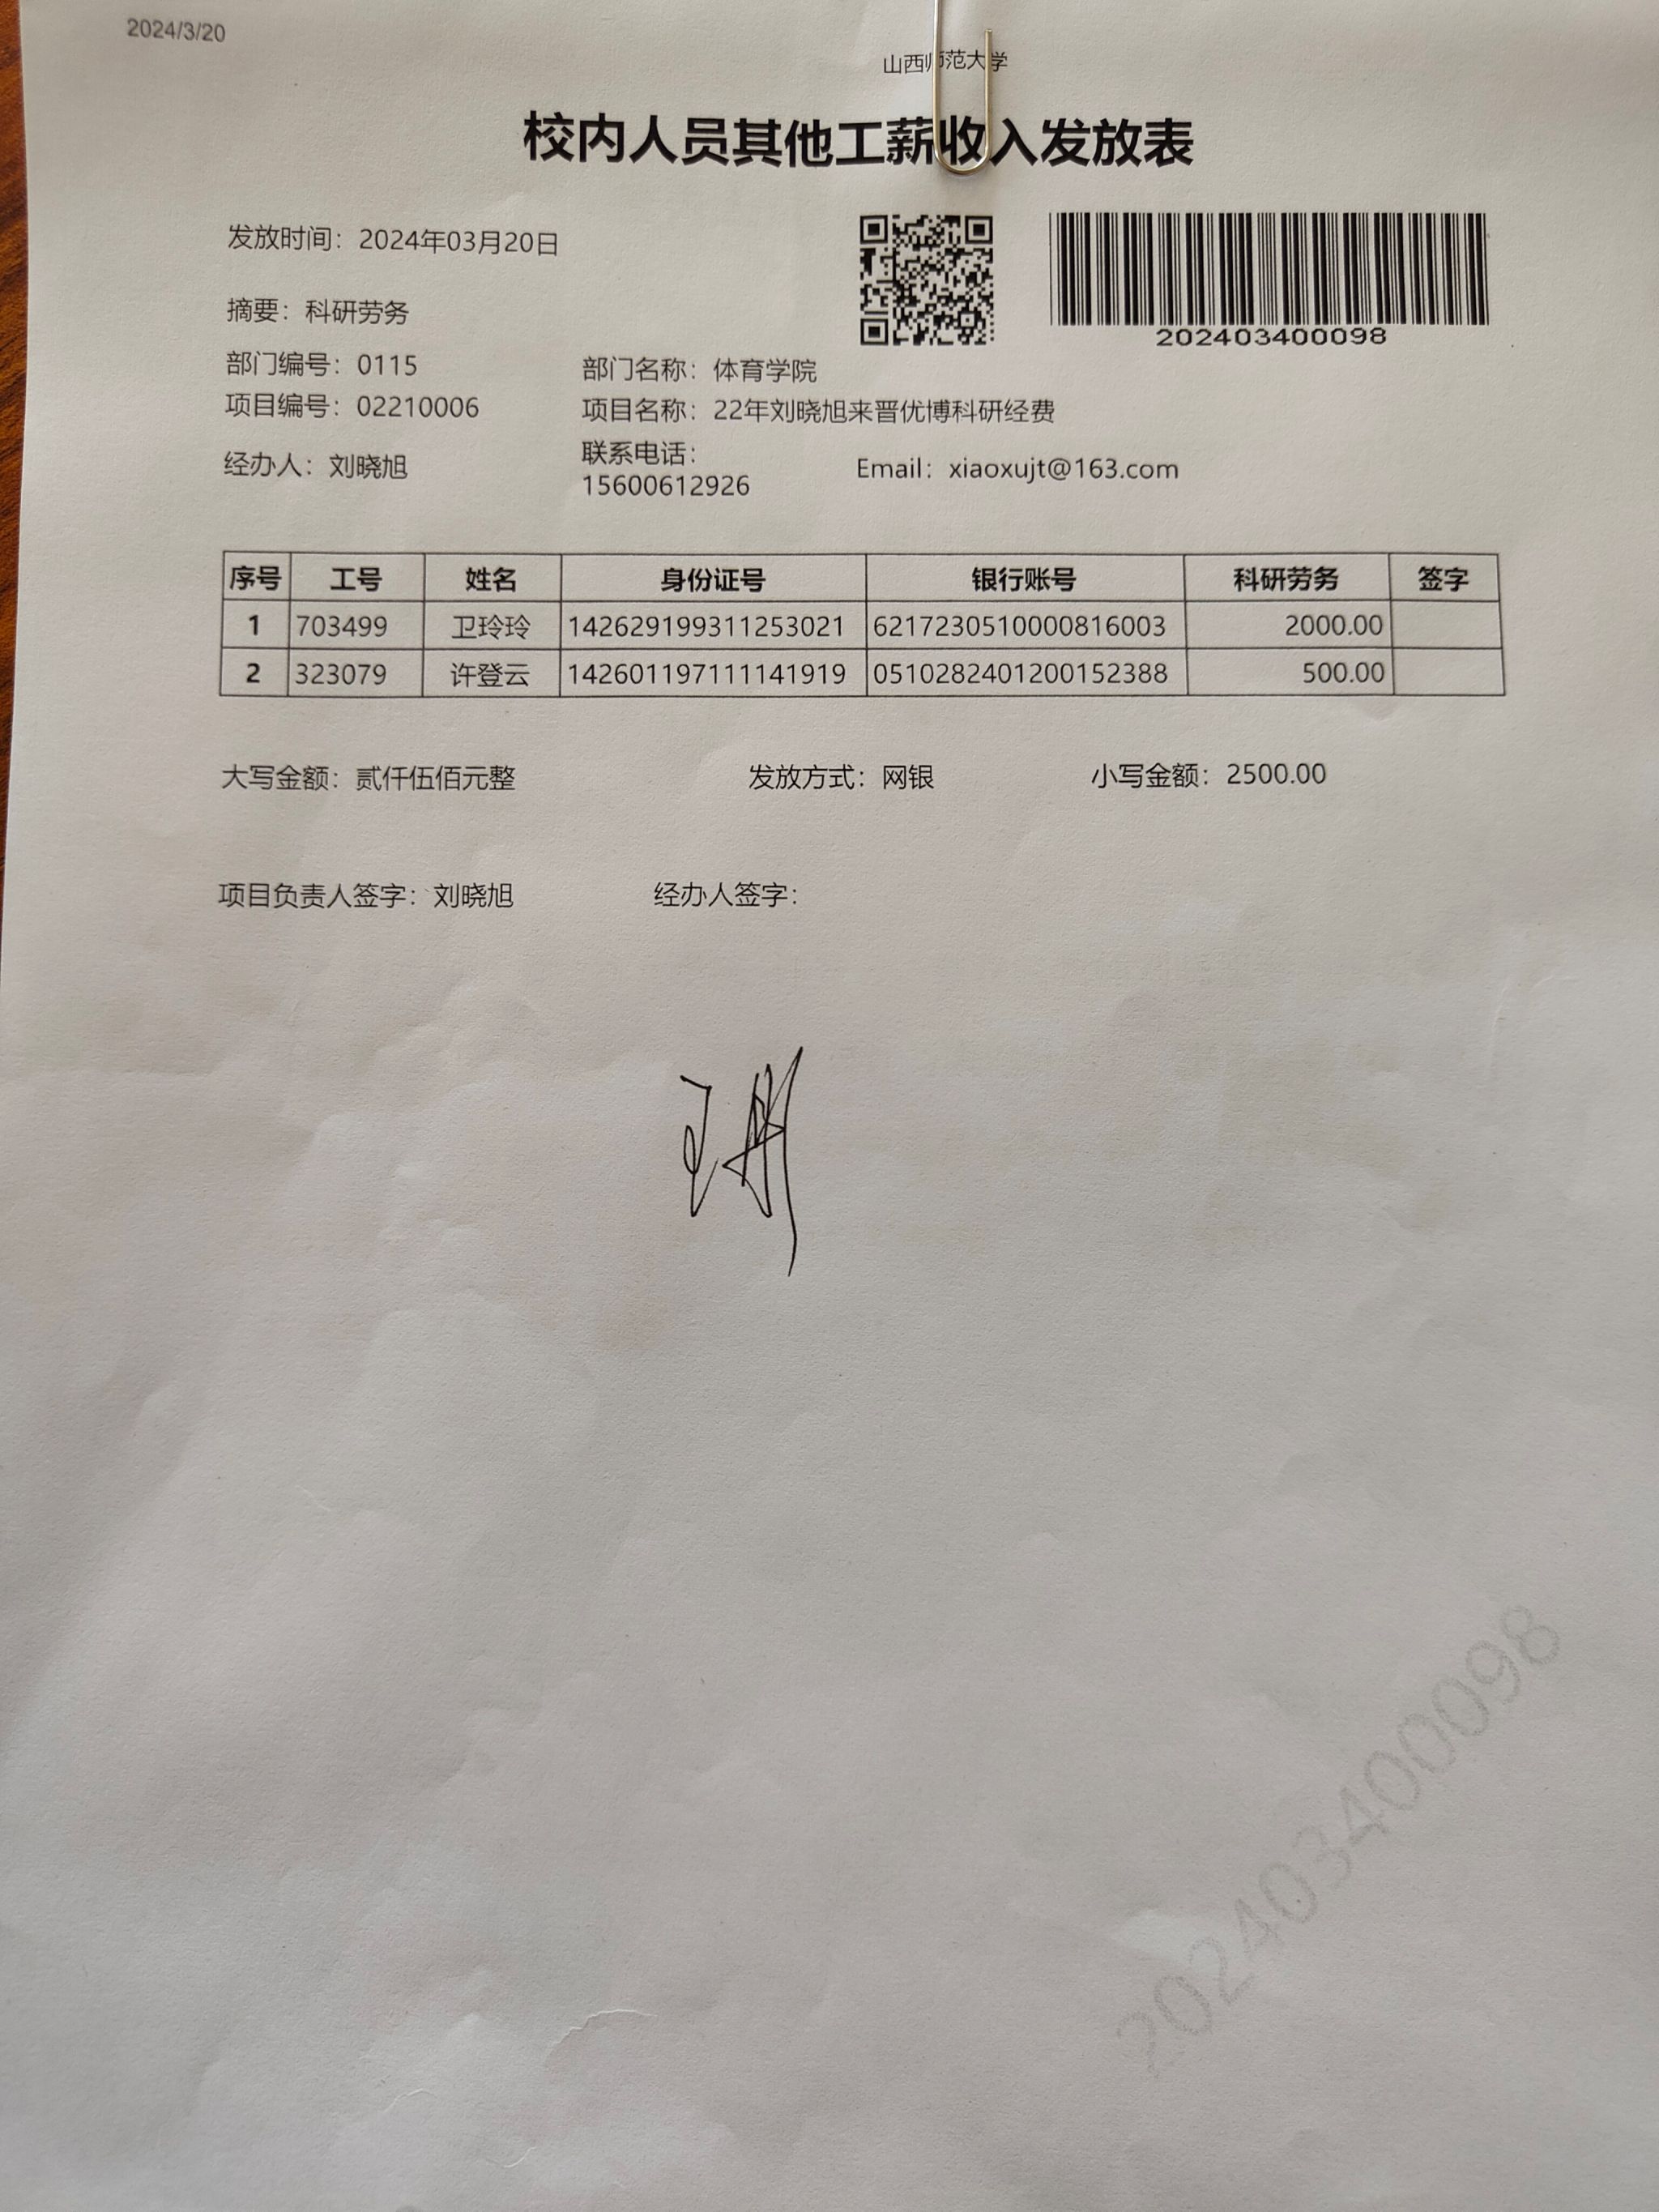 2024/3/20
山西师范大学
校内人员其他工薪收入发放表
发放时间：2024年03月20日
202403400098
摘要：科研劳务
部门编号：0115 部门名称：体育学院
项目编号：02210006 项目名称：22年刘晓旭来晋优博科研经费
经办人：刘晓旭 联系电话：15600612926 Email：xiaoxujt@163.com
序号 工号 姓名 身份证号 银行账号 科研劳务 签字
1 703499 卫玲玲 142629199311253021 6217230510000816003 2000.00
2 323079 许登云 142601197111141919 0510282401200152388 500.00
大写金额：贰仟伍佰元整 发放方式：网银 小写金额：2500.00
项目负责人签字：刘晓旭 经办人签字：
202403400098